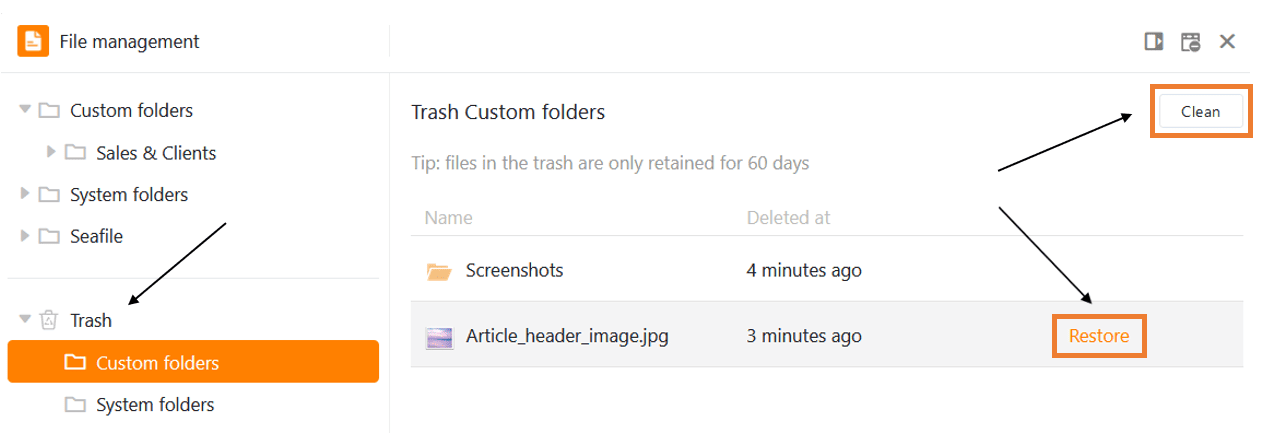 File management
Custom folders
Sales & Clients
System folders
Seafile
Trash
Custom folders
System folders
Trash Custom folders
Clean
Tip: files in the trash are only retained for 60 days
Name Deleted at
Screenshots 4 minutes ago
Article_header_image.jpg 3 minutes ago Restore